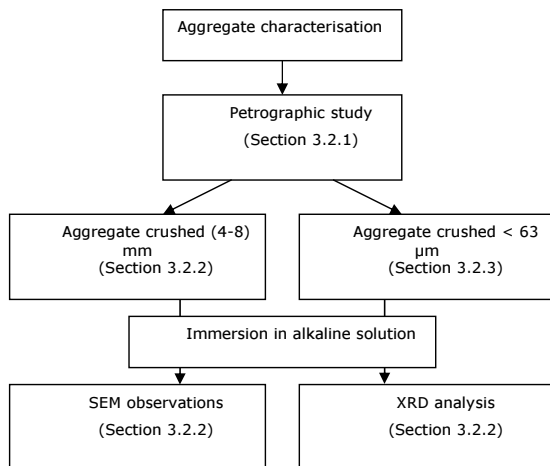 Aggregate characterisation
Petrographic study
(Section 3.2.1)
Aggregate crushed (4-8)
mm
(Section 3.2.2)
Aggregate crushed < 63
µm
(Section 3.2.3)
Immersion in alkaline solution
SEM observations
(Section 3.2.2)
XRD analysis
(Section 3.2.2)